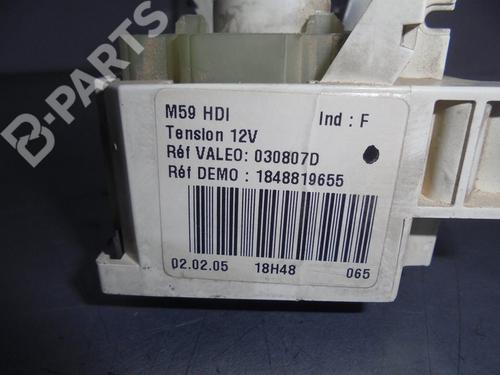 B-PARTS
M59 HDI Ind : F
Tension 12V
Réf VALEO: 030807D
Réf DEMO : 1848819655
02.02.05 18H48 065